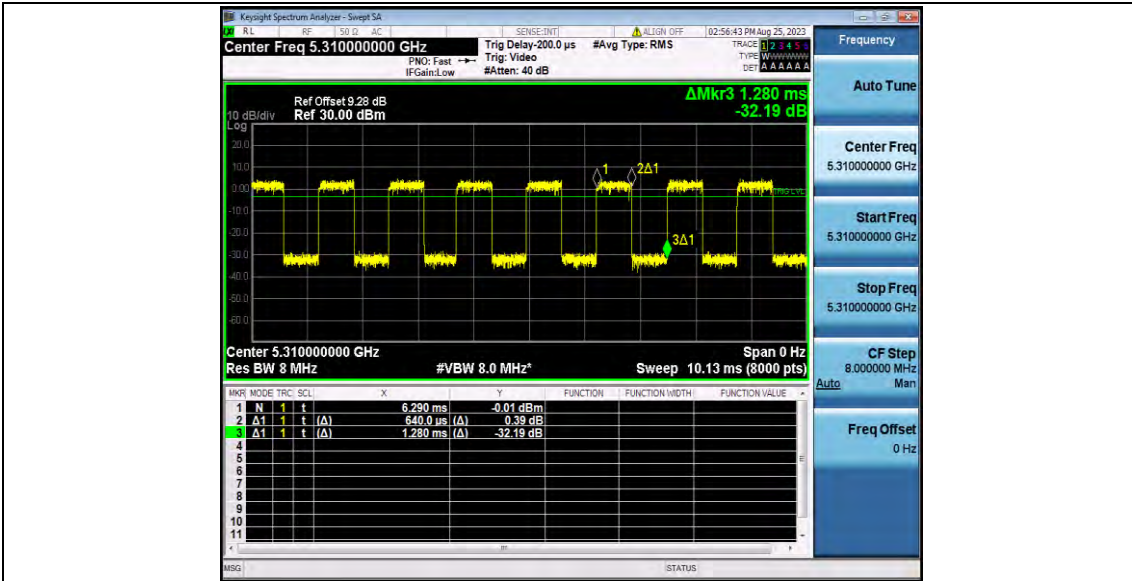 Keysight Spectrum Analyzer - Swept SA
RL RF 50 Ω AC SENSE:INT ALIGN OFF 02:56:43 PM Aug 25, 2023
Center Freq 5.310000000 GHz
PNO: Fast
IFGain:Low
Trig Delay-200.0 µs
Trig: Video
#Atten: 40 dB
#Avg Type: RMS
TRACE 1 2 3 4 5 6
TYPE W
DET A A A A A A
ΔMkr3 1.280 ms
-32.19 dB
Ref Offset 9.28 dB
Ref 30.00 dBm
10 dB/div
Log
20.0
10.0
0.00
-10.0
-20.0
-30.0
-40.0
-50.0
-60.0
1
2Δ1
3Δ1
TRIG LVL
Center 5.310000000 GHz Span 0 Hz
Res BW 8 MHz #VBW 8.0 MHz* Sweep 10.13 ms (8000 pts)
MKR MODE TRC SCL X Y FUNCTION FUNCTION WIDTH FUNCTION VALUE
1 N 1 t 6.290 ms -0.01 dBm
2 Δ1 1 t (Δ) 640.0 µs (Δ) 0.39 dB
3 Δ1 1 t (Δ) 1.280 ms (Δ) -32.19 dB
4
5
6
7
8
9
10
11
MSG STATUS
Frequency
Auto Tune
Center Freq
5.310000000 GHz
Start Freq
5.310000000 GHz
Stop Freq
5.310000000 GHz
CF Step
8.000000 MHz
Auto Man
Freq Offset
0 Hz